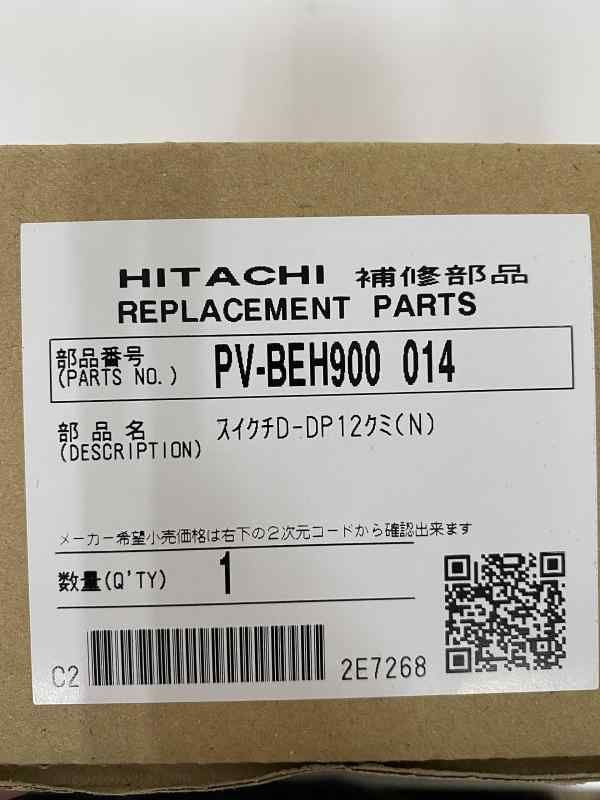 HITACHI 補修部品
REPLACEMENT PARTS
部品番号
(PARTS NO.)
PV-BEH900 014
部品名
(DESCRIPTION)
スイクチD-DP12クミ(N)
メーカー希望小売価格は右下の2次元コードから確認出来ます
数量(Q'TY) 1
C2
2E7268